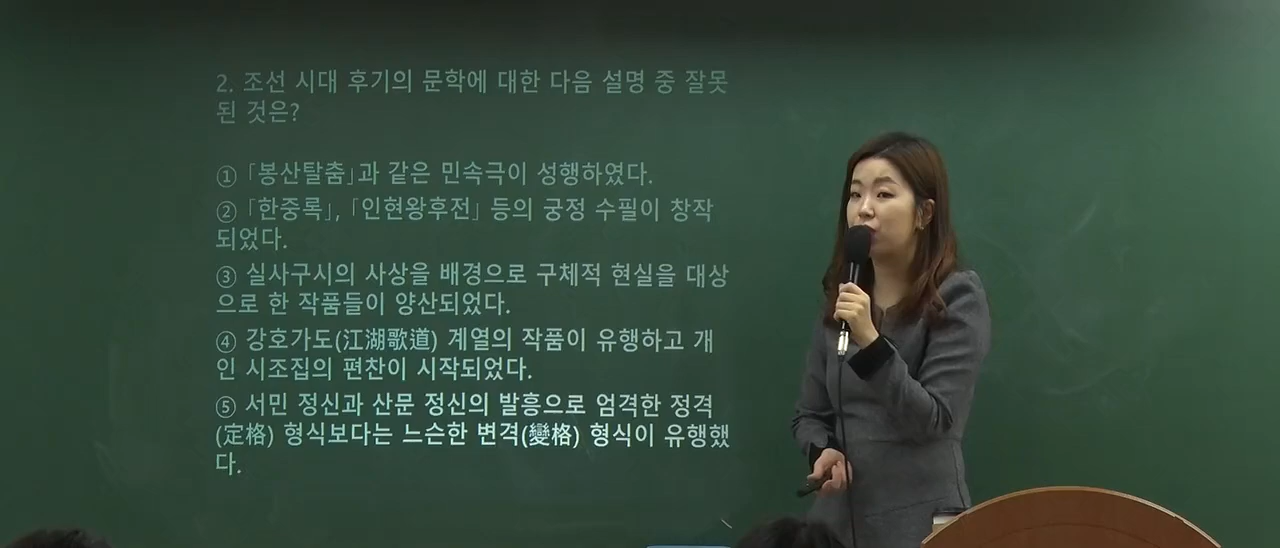 2. 조선 시대 후기의 문학에 대한 다음 설명 중 잘못
된 것은?
① 「봉산탈춤」과 같은 민속극이 성행하였다.
② 「한중록」, 「인현왕후전」 등의 궁정 수필이 창작
되었다.
③ 실사구시의 사상을 배경으로 구체적 현실을 대상
으로 한 작품들이 양산되었다.
④ 강호가도(江湖歌道) 계열의 작품이 유행하고 개
인 시조집의 편찬이 시작되었다.
⑤ 서민 정신과 산문 정신의 발흥으로 엄격한 정격
(定格) 형식보다는 느슨한 변격(變格) 형식이 유행했
다.